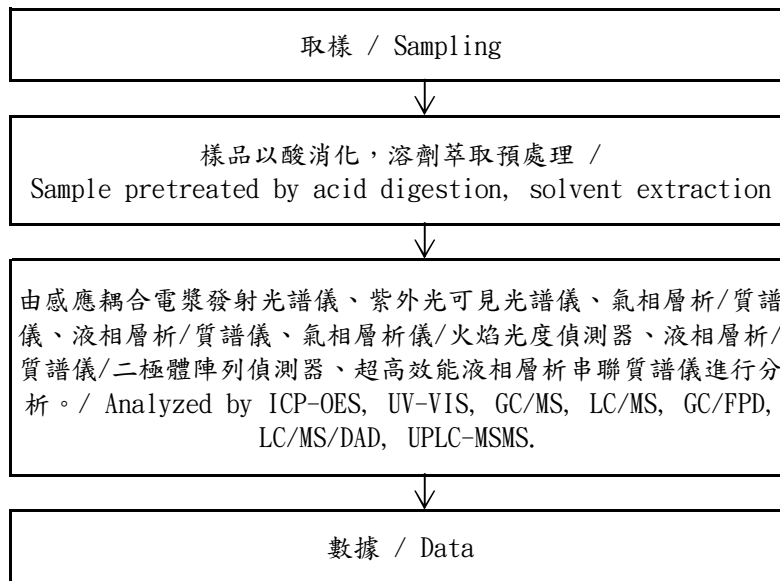 取樣 / Sampling
樣品以酸消化，溶劑萃取預處理 /
Sample pretreated by acid digestion, solvent extraction
由感應耦合電漿發射光譜儀、紫外光可見光譜儀、氣相層析/質譜
儀、液相層析/質譜儀、氣相層析儀/火焰光度偵測器、液相層析/
質譜儀/二極體陣列偵測器、超高效能液相層析串聯質譜儀進行分
析。/ Analyzed by ICP-OES, UV-VIS, GC/MS, LC/MS, GC/FPD,
LC/MS/DAD, UPLC-MSMS.
數據 / Data